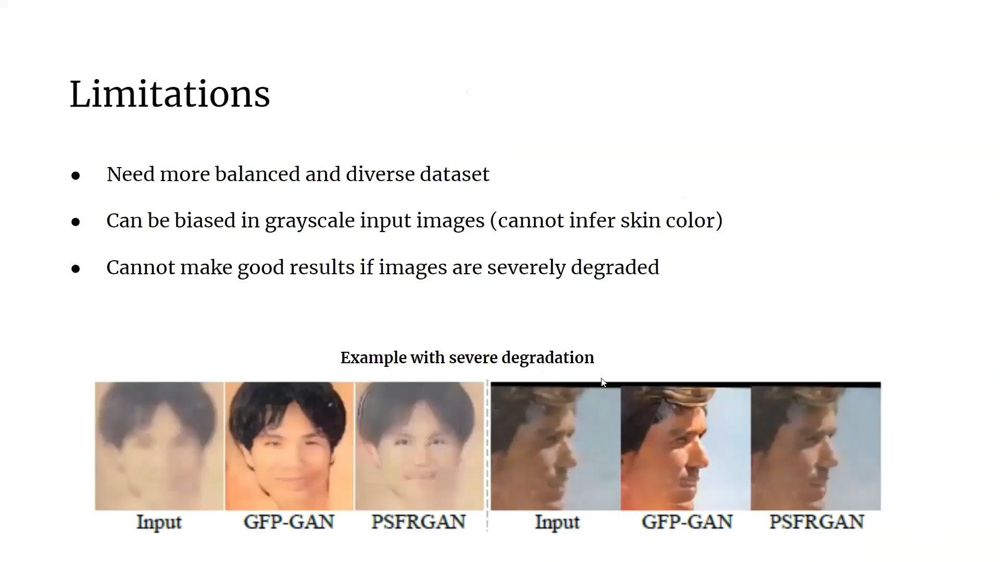 Limitations
● Need more balanced and diverse dataset
● Can be biased in grayscale input images (cannot infer skin color)
● Cannot make good results if images are severely degraded
Example with severe degradation
Input GFP-GAN PSFRGAN Input GFP-GAN PSFRGAN